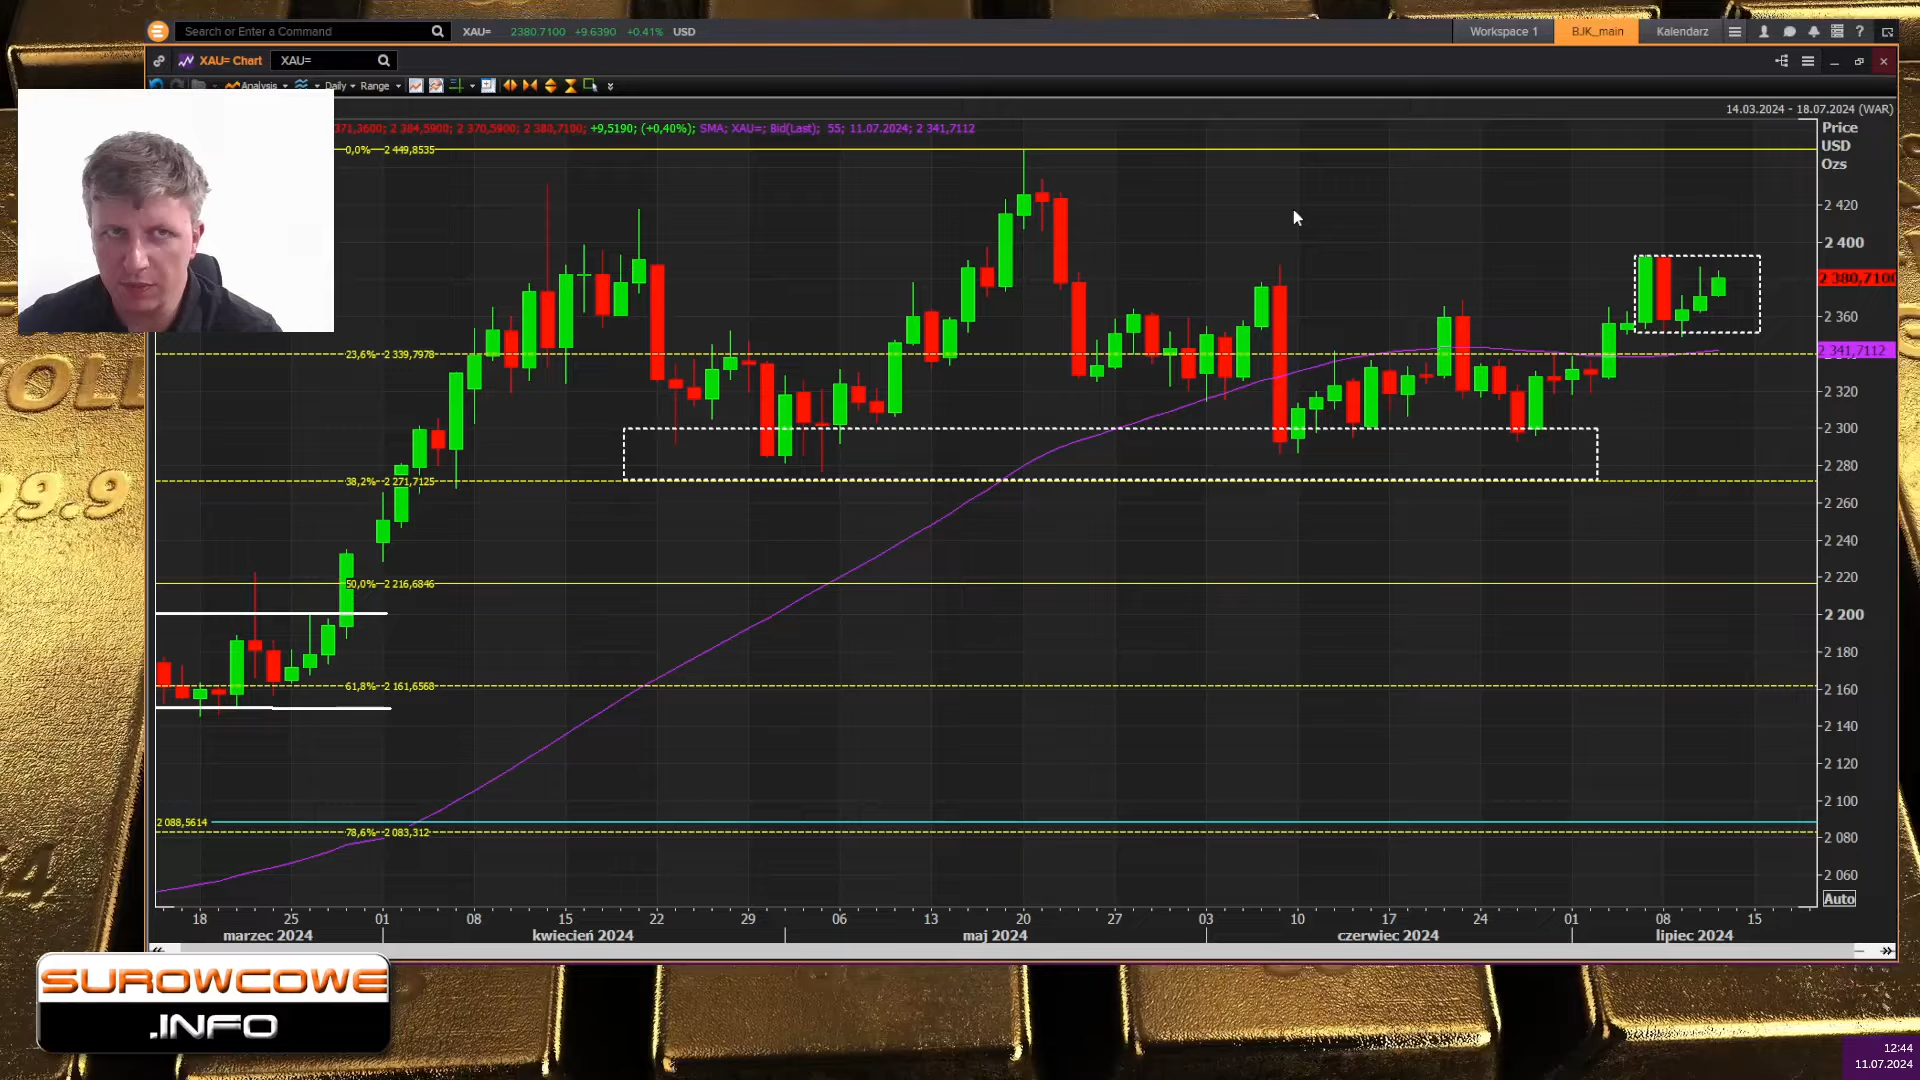 Search or Enter a Command
XAU= 2380.7100 +9.6390 +0.41% USD
Workspace 1
BJK_main
Kalendarz
?
XAU= Chart
XAU=
Analysis
Daily
Range
14.03.2024 - 18.07.2024 (WAR)
371,3600; 2 384,5900; 2 370,5900; 2 380,7100; +9,5190; (+0,40%); SMA; XAU=; Bid(Last); 55; 11.07.2024; 2 341,7112
Price
USD
Ozs
0,0% 2 449,8535
2 420
2 400
2 380,7100
2 360
23,6% 2 339,7978
2 341,7112
2 320
2 300
2 280
38,2% 2 271,7125
2 260
2 240
2 220
50,0% 2 216,6846
2 200
2 180
2 160
61,8% 2 161,6568
2 140
2 120
2 100
2 088,5614
78,6% 2 083,312
2 080
2 060
Auto
18 25 01 08 15 22 29 06 13 20 27 03 10 17 24 01 08 15
marzec 2024 kwiecień 2024 maj 2024 czerwiec 2024 lipiec 2024
99.9
SUROWCOWE
.INFO
12:44
11.07.2024